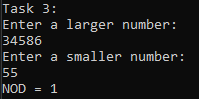 Task 3:
Enter a larger number:
34586
Enter a smaller number:
55
NOD = 1